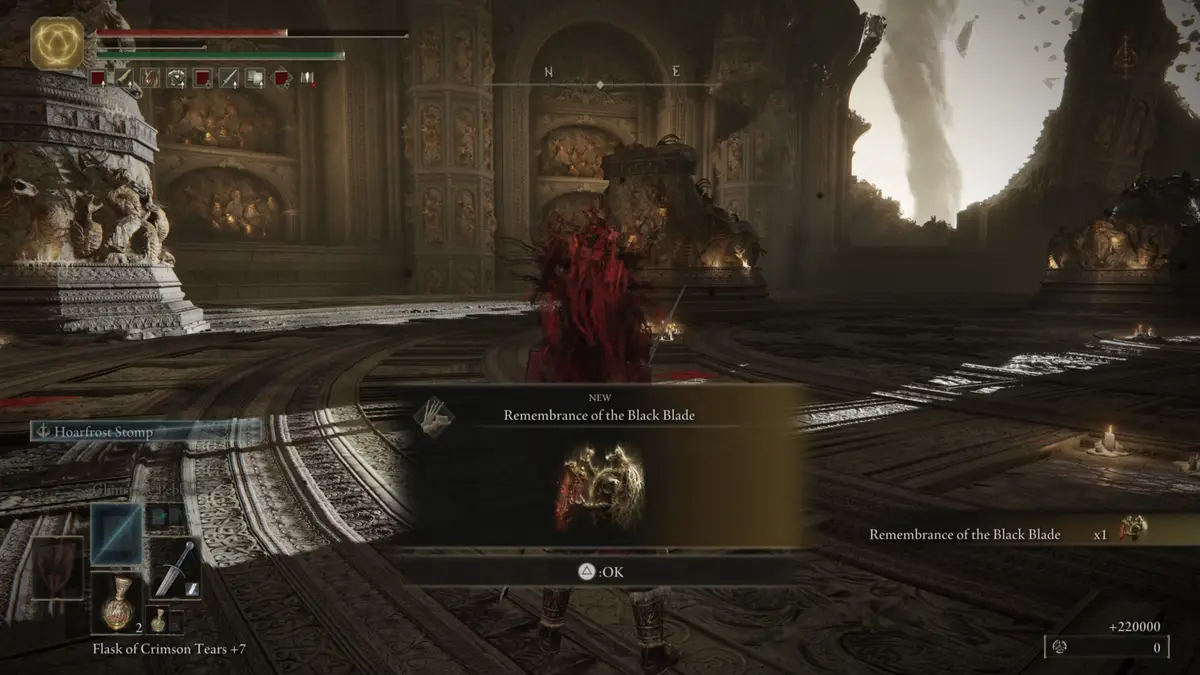 N
E
NEW
Remembrance of the Black Blade
Hoarfrost Stomp
Remembrance of the Black Blade x1
:OK
2
+220000
0
Flask of Crimson Tears +7